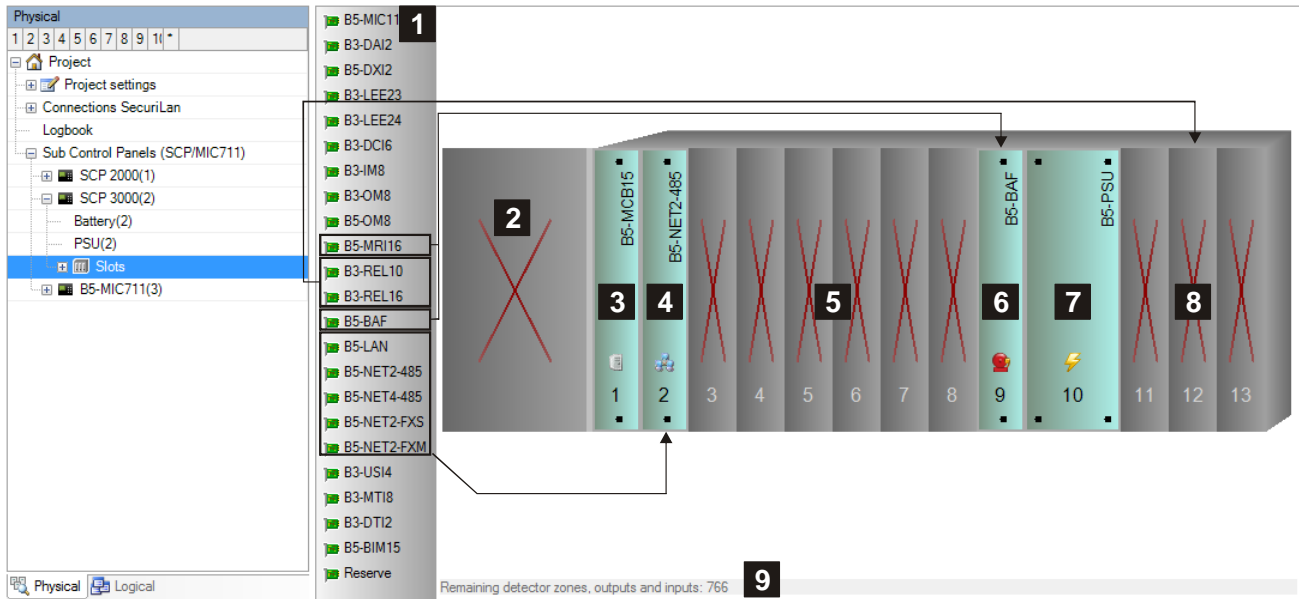 Physical
1 2 3 4 5 6 7 8 9 1( *
Project
Project settings
Connections SecuriLan
Logbook
Sub Control Panels (SCP/MIC711)
SCP 2000(1)
SCP 3000(2)
Battery(2)
PSU(2)
Slots
B5-MIC711(3)
Physical
Logical
B5-MIC11
B3-DAI2
B5-DXI2
B3-LEE23
B3-LEE24
B3-DCI6
B3-IM8
B3-OM8
B5-OM8
B5-MRI16
B3-REL10
B3-REL16
B5-BAF
B5-LAN
B5-NET2-485
B5-NET4-485
B5-NET2-FXS
B5-NET2-FXM
B3-USI4
B3-MTI8
B3-DTI2
B5-BIM15
Reserve
1
2
B5-MCB15
B5-NET2-485
B5-BAF
B5-PSU
3 4 5 6 7 8
1 2 3 4 5 6 7 8 9 10 11 12 13
Remaining detector zones, outputs and inputs: 766
9